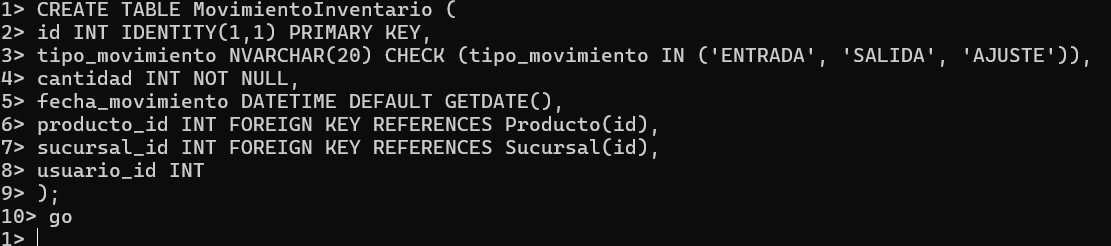 1> CREATE TABLE MovimientoInventario (
2> id INT IDENTITY(1,1) PRIMARY KEY,
3> tipo_movimiento NVARCHAR(20) CHECK (tipo_movimiento IN ('ENTRADA', 'SALIDA', 'AJUSTE')),
4> cantidad INT NOT NULL,
5> fecha_movimiento DATETIME DEFAULT GETDATE(),
6> producto_id INT FOREIGN KEY REFERENCES Producto(id),
7> sucursal_id INT FOREIGN KEY REFERENCES Sucursal(id),
8> usuario_id INT
9> );
10> go
1>